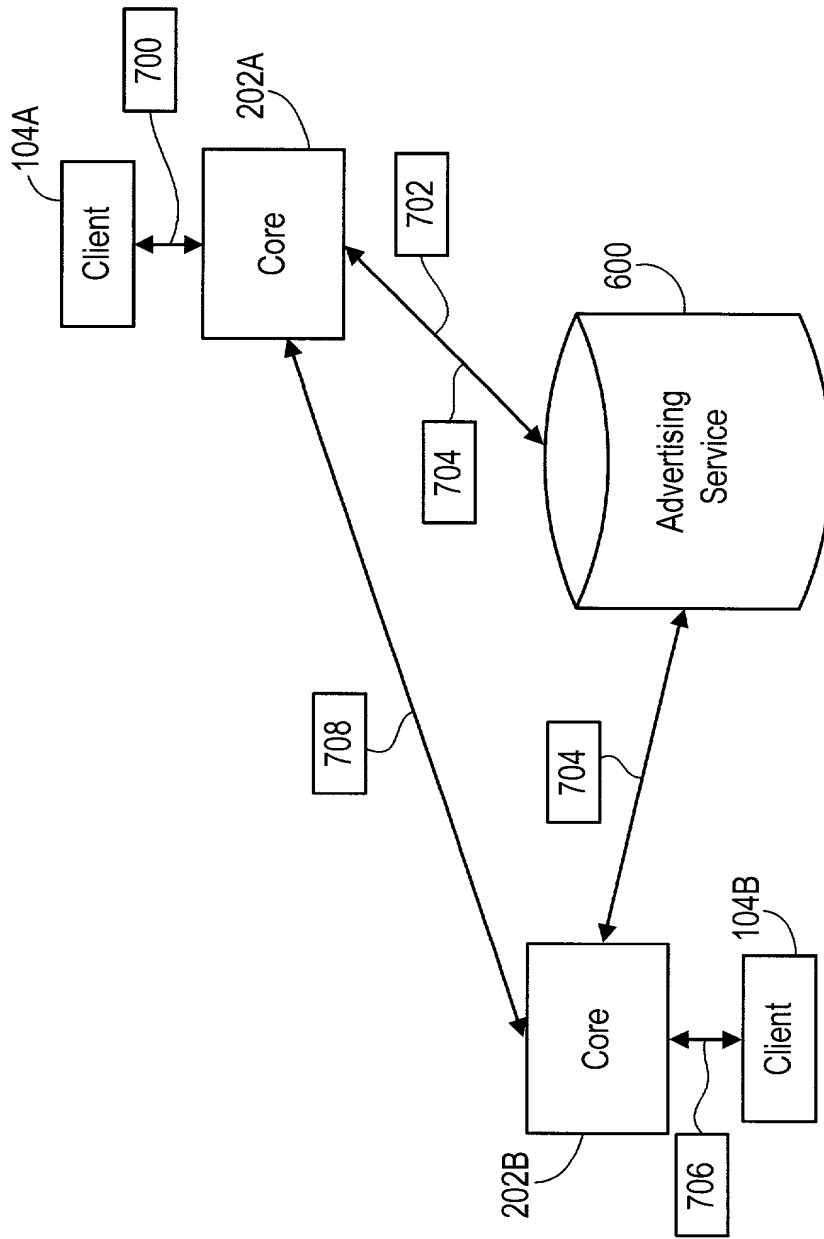 104A
Client
700
202A
Core
702
704
600
Advertising
Service
708
704
202B
Core
706
104B
Client